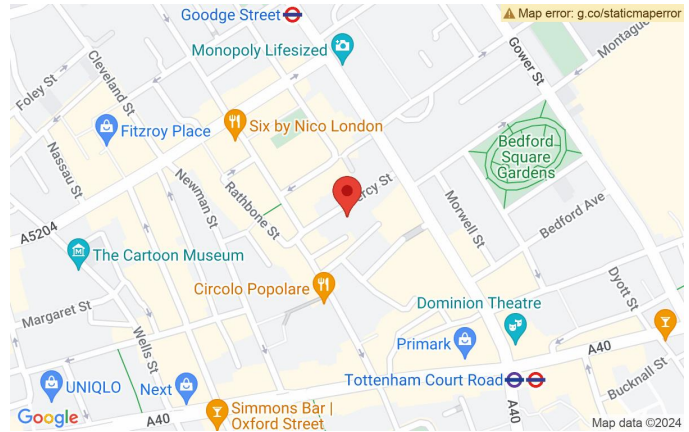 Goodge Street
Map error: g.co/staticmaperror
Monopoly Lifesized
Gower St
Montague
Cleveland St
Foley St
Fitzroy Place
Six by Nico London
Bedford
Square
Gardens
Nassau St
Newman St
Rathbone St
ercy St
Morwell St
Bedford Ave
A5204
The Cartoon Museum
Circolo Popolare
Dyott St
Margaret St
Wells St
Dominion Theatre
Primark
A40
UNIQLO
Next
Tottenham Court Road
Bucknall St
Simmons Bar |
Oxford Street
A40
A40
Google
Map data ©2024